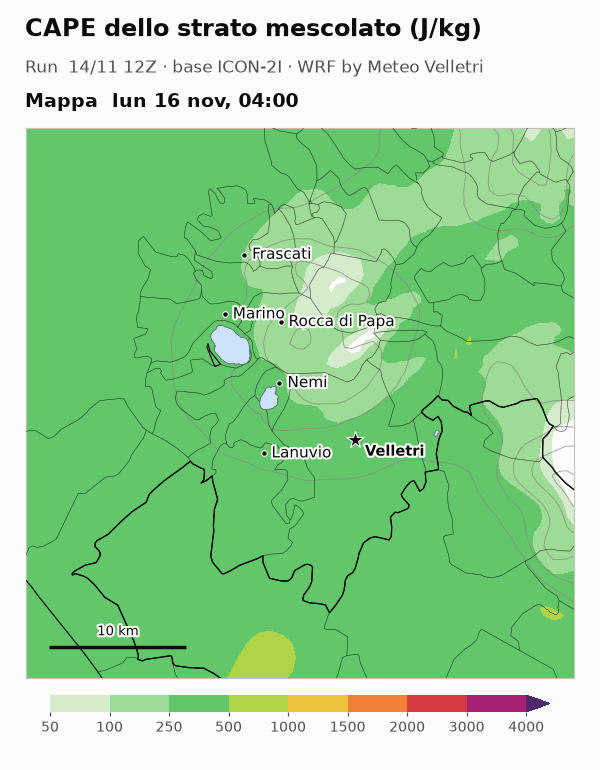 CAPE dello strato mescolato (J/kg)
Run  14/11 12Z · base ICON-2I · WRF by Meteo Velletri
Mappa  lun 16 nov, 04:00
Frascati
Marino
Rocca di Papa
Nemi
Velletri
Lanuvio
10 km
50 100 250 500 1000 1500 2000 3000 4000